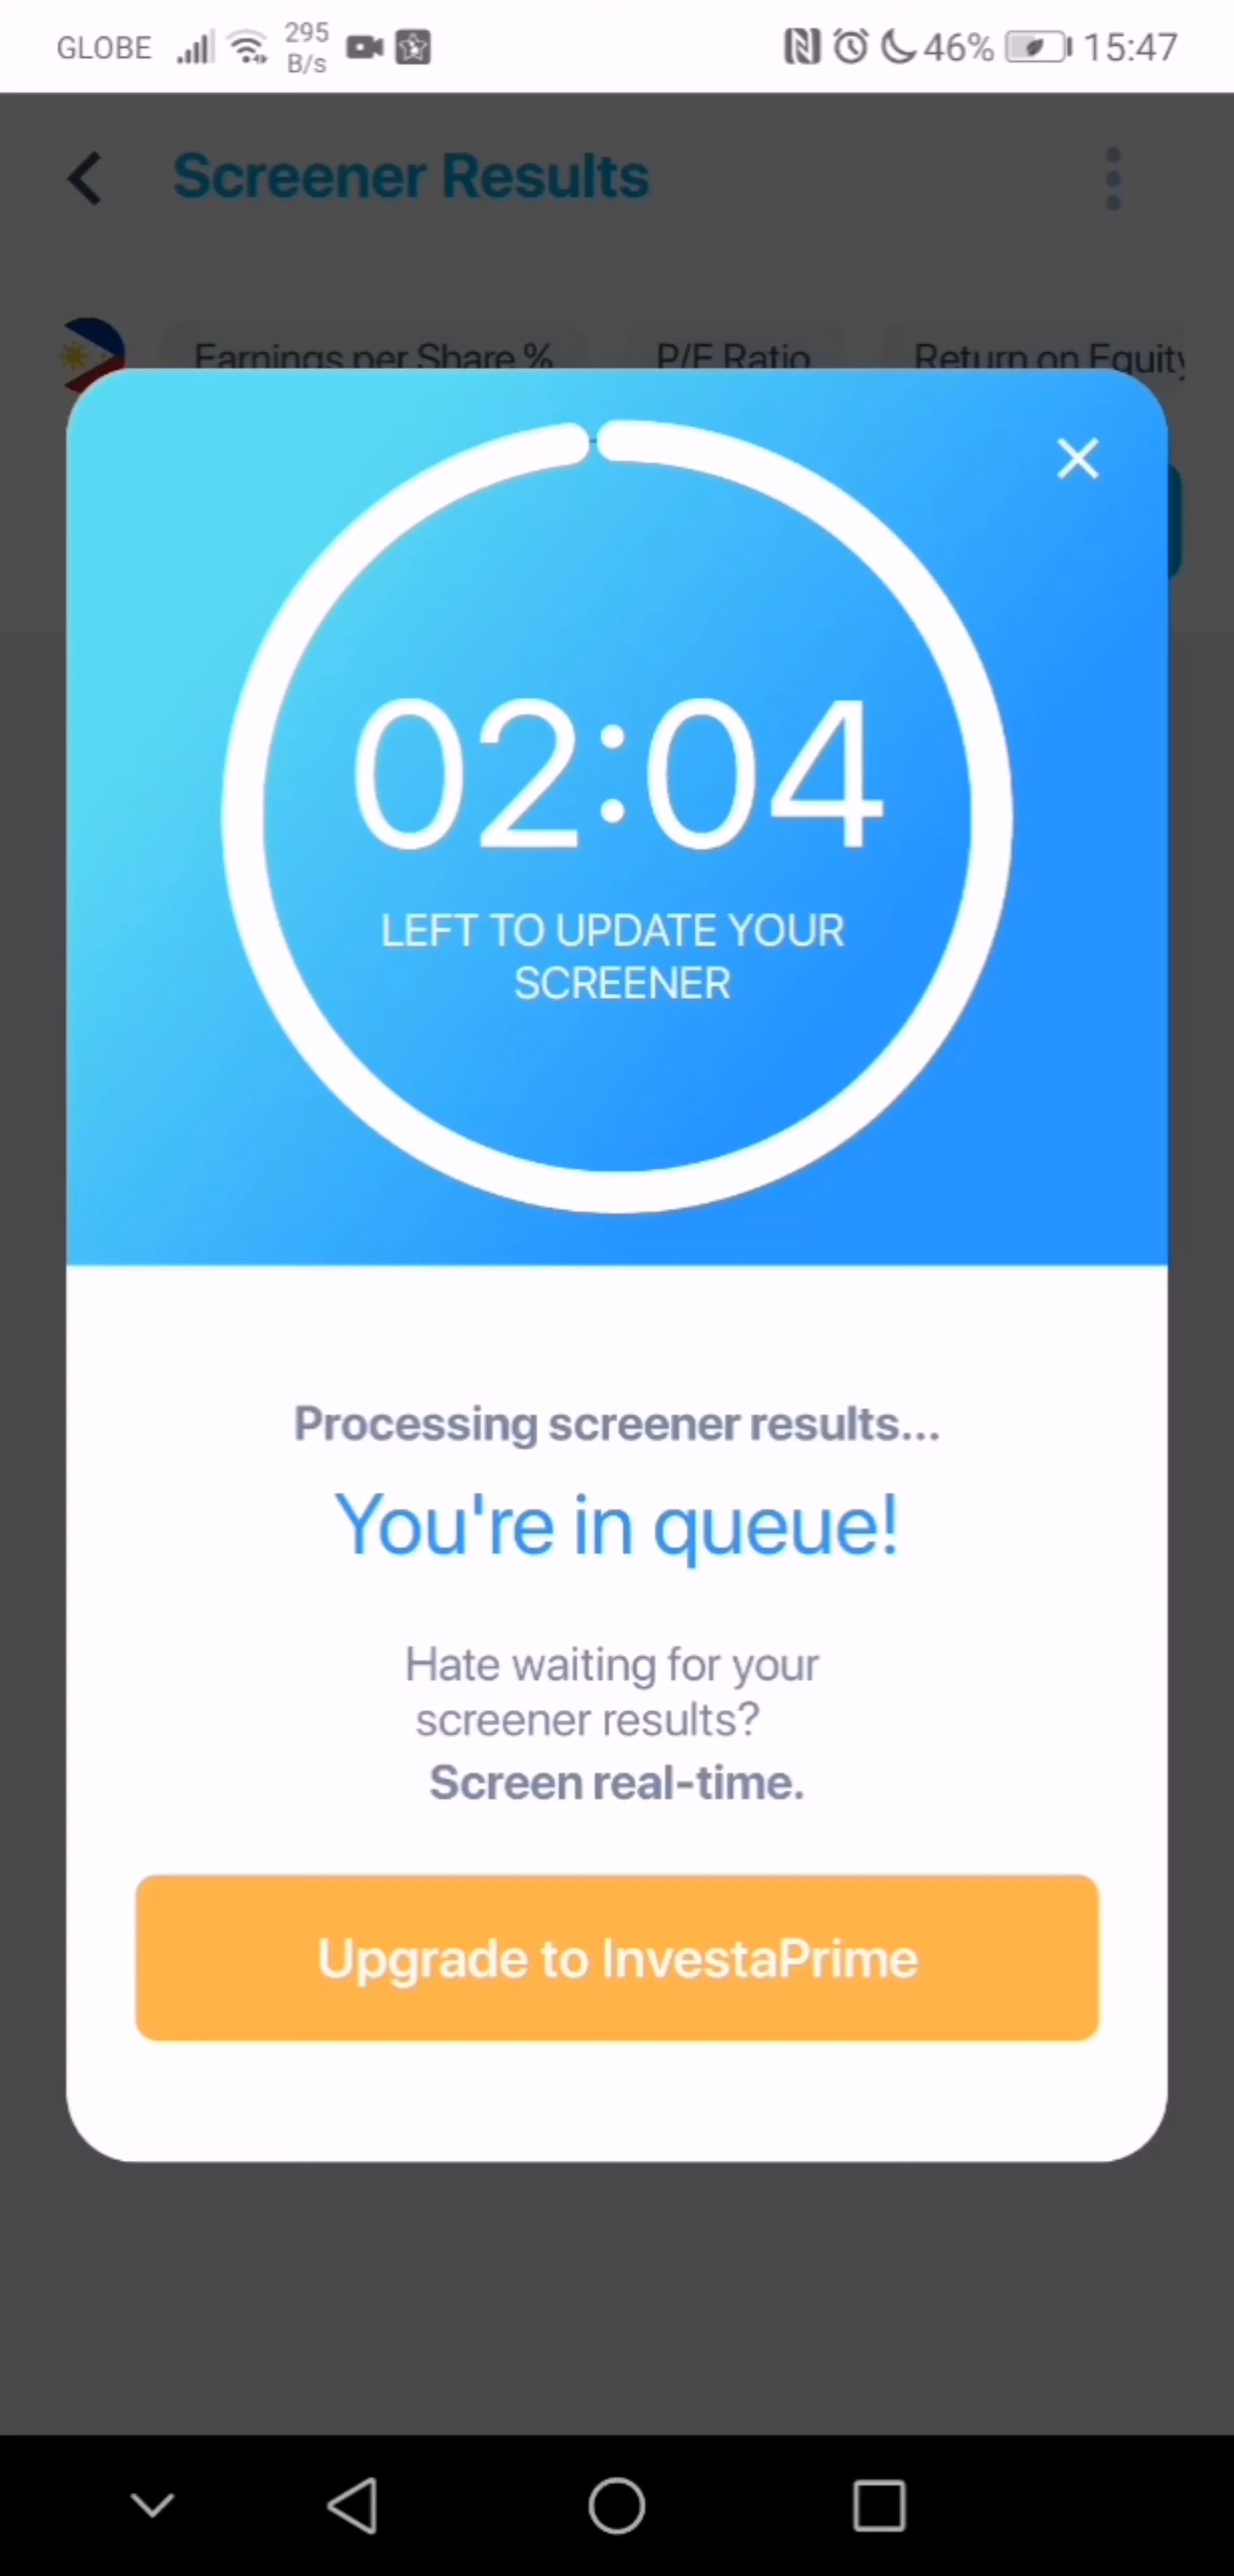 GLOBE 295 B/s 46% 15:47
Screener Results
Earnings per Share % P/E Ratio Return on Equity
02:04
LEFT TO UPDATE YOUR
SCREENER
Processing screener results...
You're in queue!
Hate waiting for your
screener results?
Screen real-time.
Upgrade to InvestaPrime